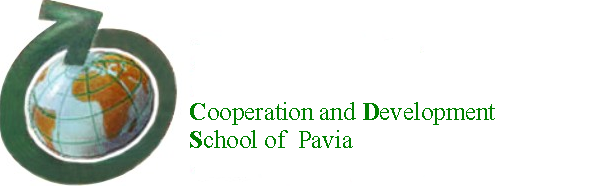 Cooperation and Development
School of Pavia